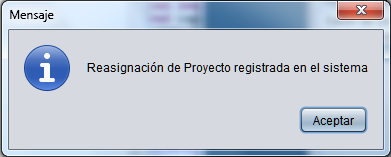 Mensaje
Reasignación de Proyecto registrada en el sistema
Aceptar